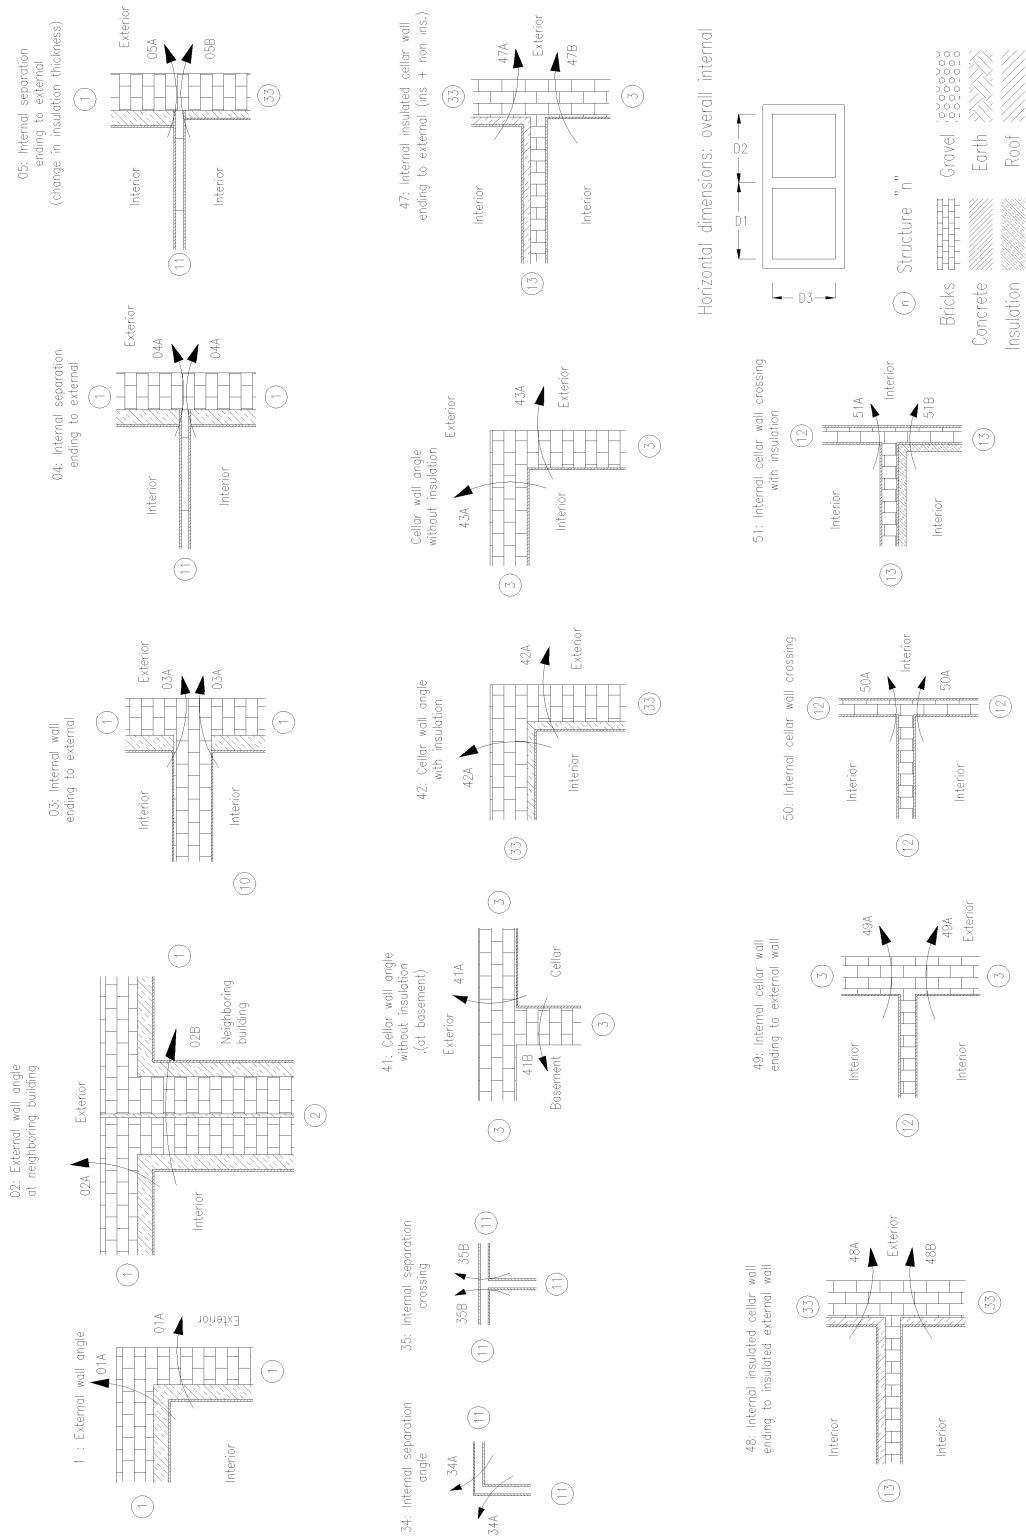 1 : External wall angle
01A
01A
Exterior
Interior
1
1
02: External wall angle
at neighboring building
02A
Exterior
02B
Neighboring
building
Interior
1
1
2
03: Internal wall
ending to external
Interior
Interior
Exterior
03A
03A
1
1
10
04: Internal separation
ending to external
Interior
Interior
Exterior
04A
04A
1
1
11
05: Internal separation
ending to external
(change in insulation thickness)
Interior
Interior
Exterior
05A
05B
1
33
11
34: Internal separation
angle
34A
34A
11
11
35: Internal separation
crossing
35B
35B
11
11
11
41: Cellar wall angle
without insulation
:(at basement)
Exterior
41A
41B
Basement
Cellar
3
3
3
42: Cellar wall angle
with insulation
42A
42A
Exterior
Interior
33
33
Cellar wall angle
without insulation
43A
43A
Exterior
Exterior
Interior
3
3
47: Internal insulated cellar wall
ending to external (ins + non ins.)
Interior
Interior
Exterior
47A
47B
33
3
13
48: Internal insulated cellar wall
ending to insulated external wall
Interior
Interior
Exterior
48A
48B
33
33
13
49: Internal cellar wall
ending to external wall
Interior
Interior
Exterior
49A
49A
3
3
12
50: Internal cellar wall crossing
Interior
Interior
Interior
50A
50A
12
12
12
51: Internal cellar wall crossing
with insulation
Interior
Interior
Interior
51A
51B
12
13
13
Horizontal dimensions: overall internal
D1
D2
D3
n Structure "n"
Bricks Gravel
Concrete Earth
Insulation Roof